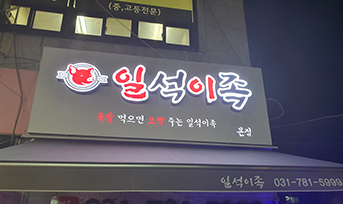 (중,고등전문)
일석이족
족발 먹으면 보쌈 주는 일석이족
본점
일석이족 031-781-5999